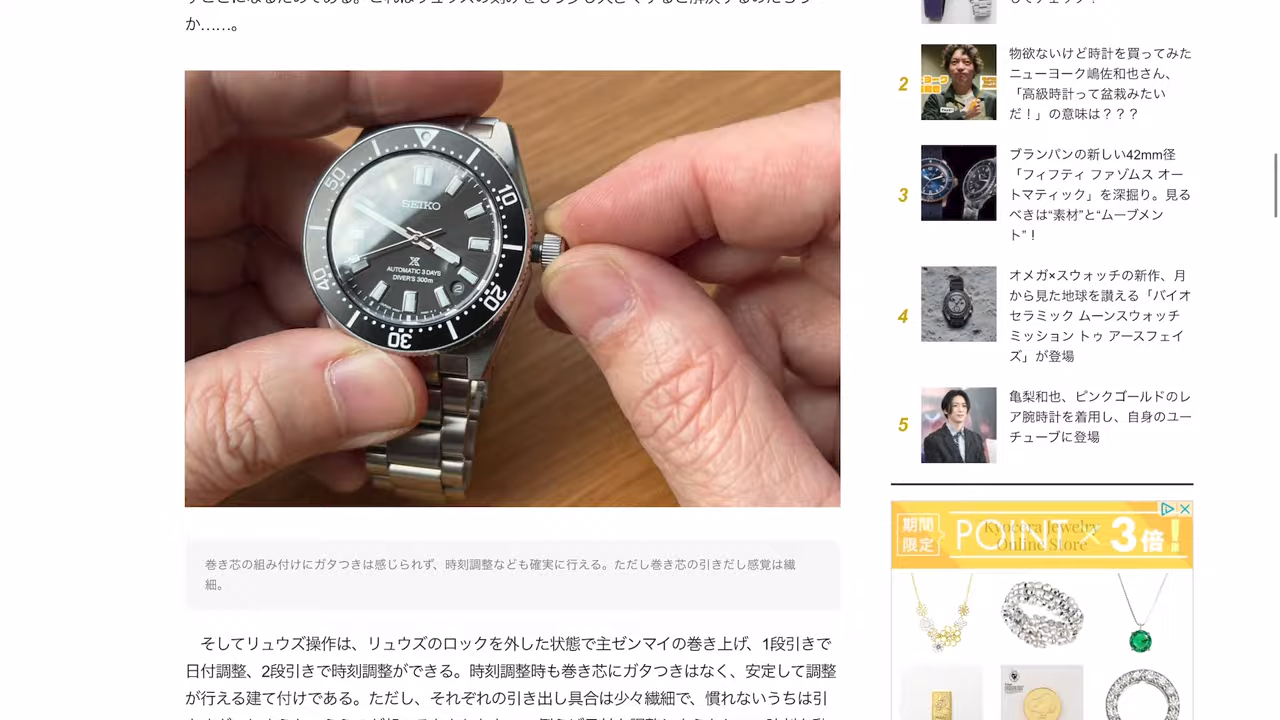 か……。
50
10
SEIKO
AUTOMATIC 3 DAYS
DIVER'S 300m
40
20
30
巻き芯の組み付けにガタつきは感じられず、時刻調整なども確実に行える。ただし巻き芯の引きだし感覚は繊
細。
そしてリュウズ操作は、リュウズのロックを外した状態で主ゼンマイの巻き上げ、1段引きで
日付調整、2段引きで時刻調整ができる。時刻調整時も巻き芯にガタつきはなく、安定して調整
が行える建て付けである。ただし、それぞれの引き出し具合は少々繊細で、慣れないうちは引
2
物欲ないけど時計を買ってみた
ニューヨーク嶋佐和也さん、
「高級時計って盆栽みたい
だ！」の意味は？？？
3
ブランパンの新しい42mm径
「フィフティ ファゾムス オー
トマティック」を深掘り。見る
べきは“素材”と“ムーブメン
ト”！
4
オメガ×スウォッチの新作、月
から見た地球を讃える「バイオ
セラミック ムーンスウォッチ
ミッション トゥ アースフェイ
ズ」が登場
5
亀梨和也、ピンクゴールドのレ
ア腕時計を着用し、自身のユー
チューブに登場
期間
限定
POINT×3倍！
Kyocera Jewelry
Online Store